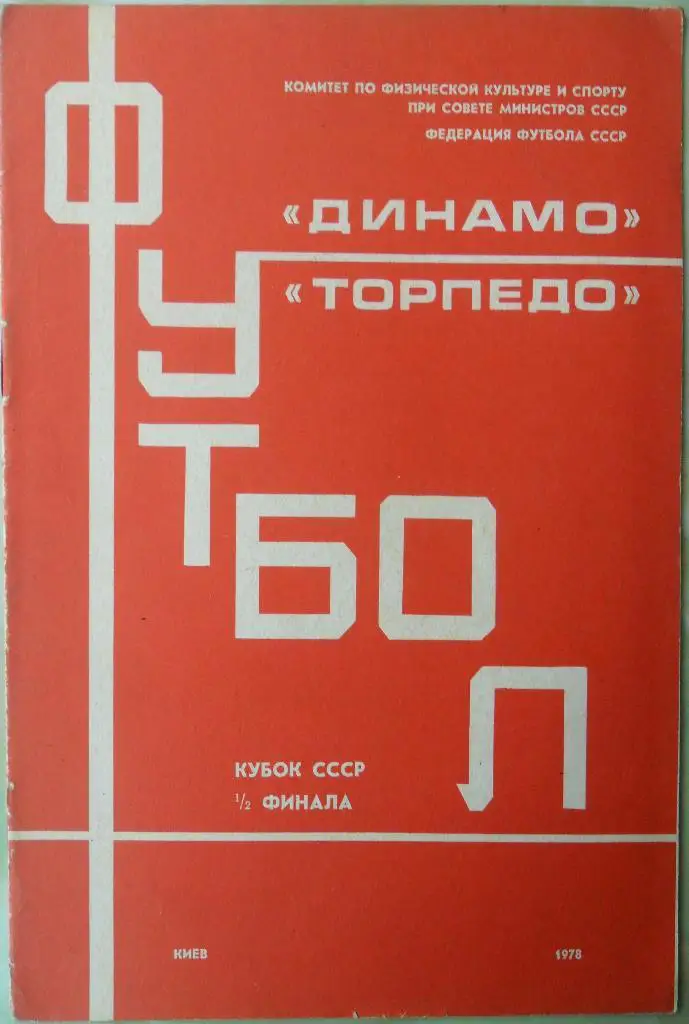 КОМИТЕТ ПО ФИЗИЧЕСКОЙ КУЛЬТУРЕ И СПОРТУ
ПРИ СОВЕТЕ МИНИСТРОВ СССР
ФЕДЕРАЦИЯ ФУТБОЛА СССР
«ДИНАМО»
«ТОРПЕДО»
ФУТБОЛ
КУБОК СССР
1/2 ФИНАЛА
КИЕВ 1978